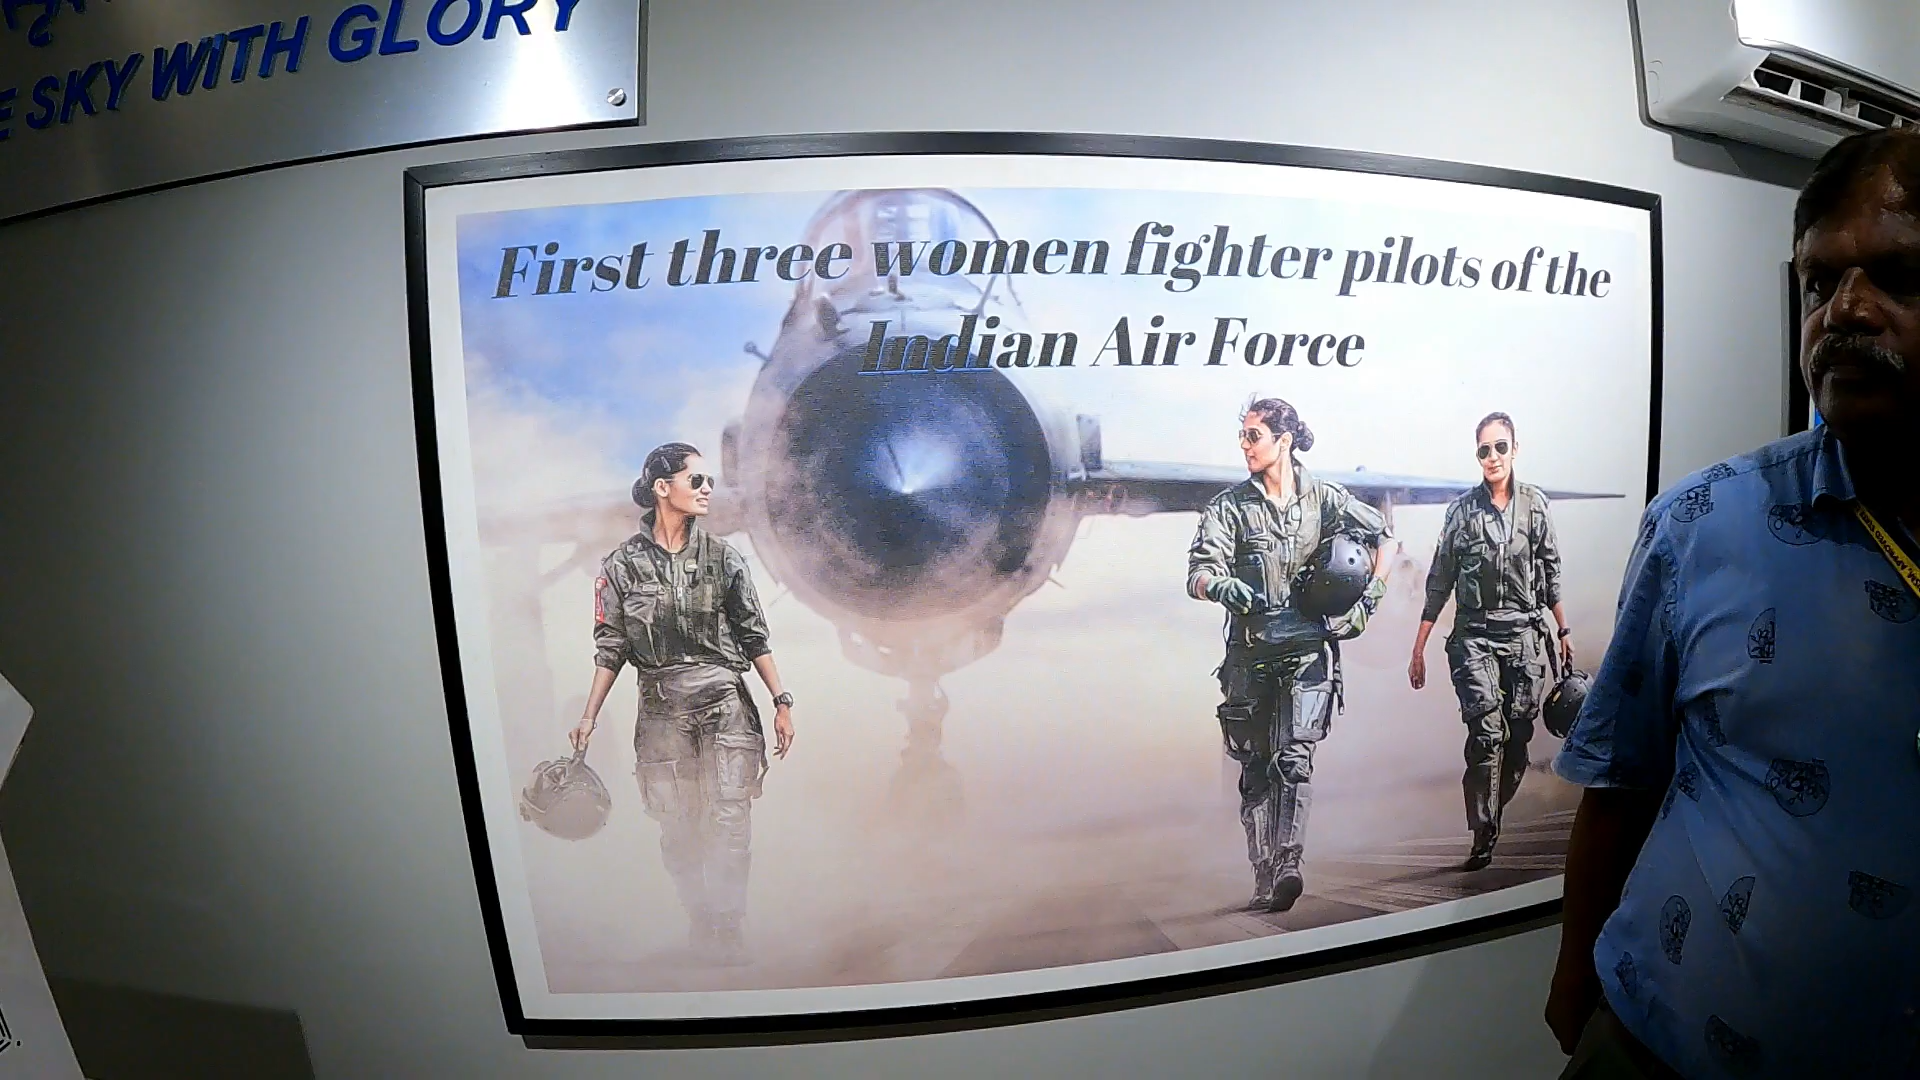 SKY WITH GLORY
First three women fighter pilots of the
Indian Air Force